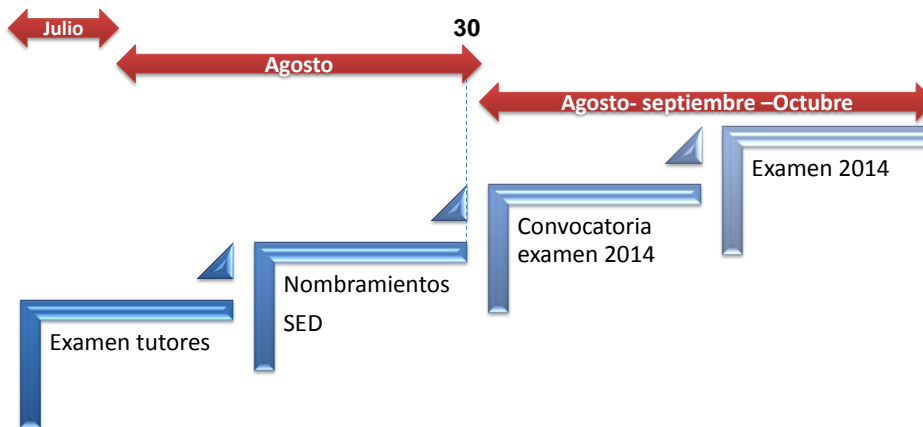 Julio
30
Agosto
Agosto- septiembre –Octubre
Examen 2014
Convocatoria
examen 2014
Nombramientos
SED
Examen tutores